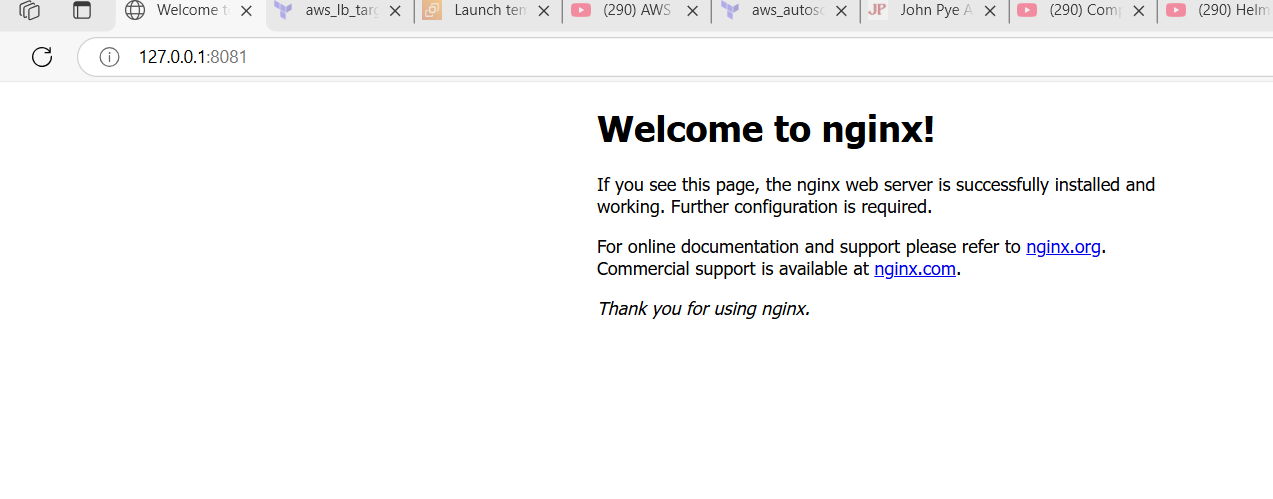 Welcome to
aws_lb_targ
Launch tem
(290) AWS
aws_autosc
JP
John Pye A
(290) Comp
(290) Helm
127.0.0.1:8081
Welcome to nginx!
If you see this page, the nginx web server is successfully installed and
working. Further configuration is required.
For online documentation and support please refer to nginx.org.
Commercial support is available at nginx.com.
Thank you for using nginx.